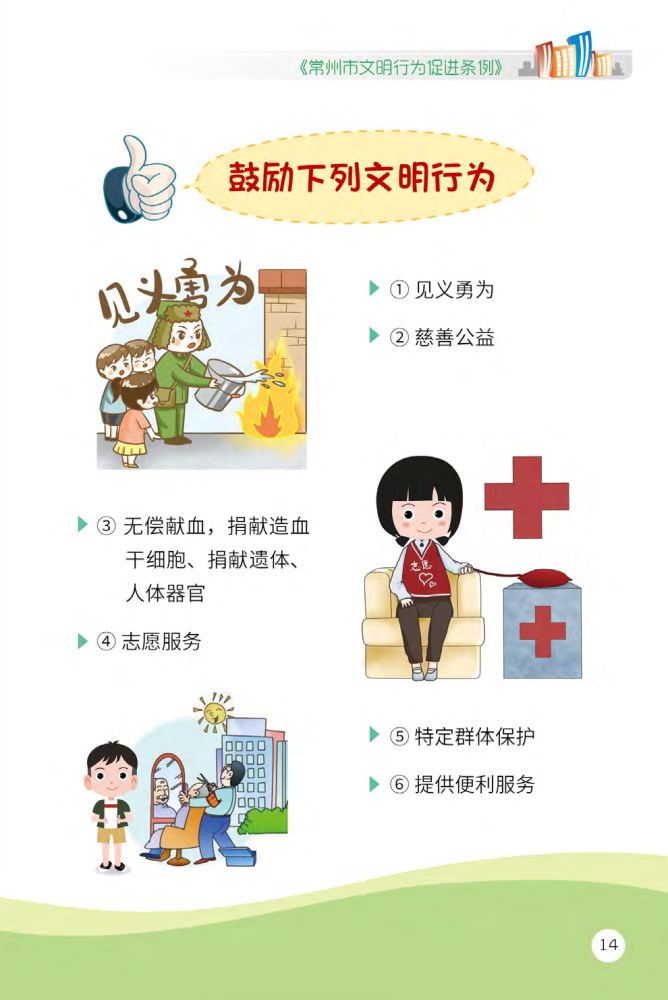 《常州市文明行为促进条例》
鼓励下列文明行为
见义勇为
① 见义勇为
② 慈善公益
③ 无偿献血，捐献造血
干细胞、捐献遗体、
人体器官
④ 志愿服务
志愿
⑤ 特定群体保护
⑥ 提供便利服务
14